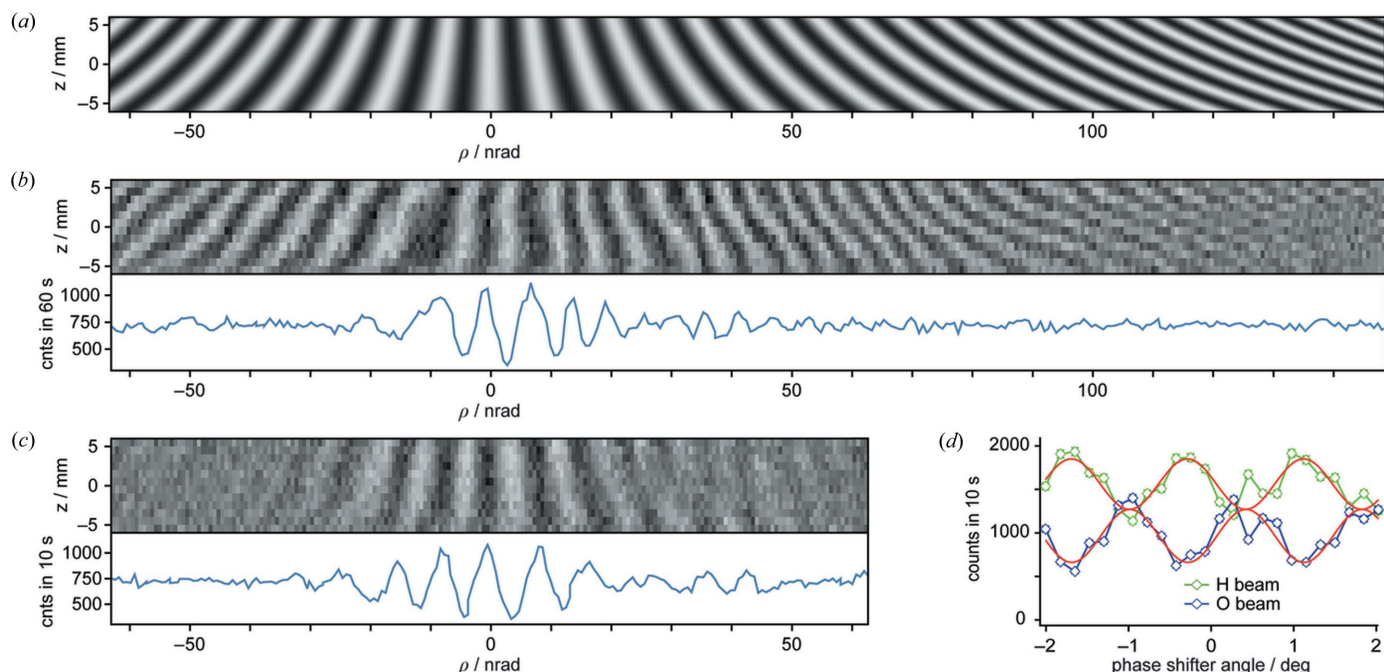 (a)
z / mm
5
0
–5
–50 0 50 100
ρ / nrad
(b)
z / mm
5
0
–5
cnts in 60 s
1000
750
500
–50 0 50 100
ρ / nrad
(c)
z / mm
5
0
–5
cnts in 10 s
1000
750
500
–50 0 50
ρ / nrad
(d)
counts in 10 s
2000
1000
0
H beam
O beam
–2 –1 0 1 2
phase shifter angle / deg